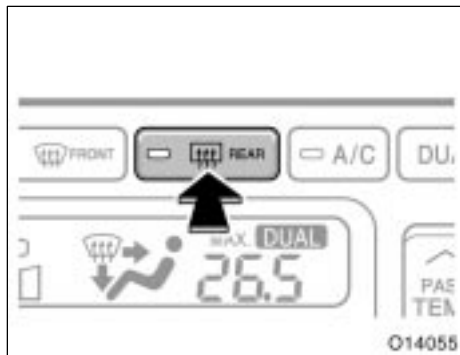 FRONT REAR A/C DU
MAX. DUAL
26.5
PAS
TEM
O14055